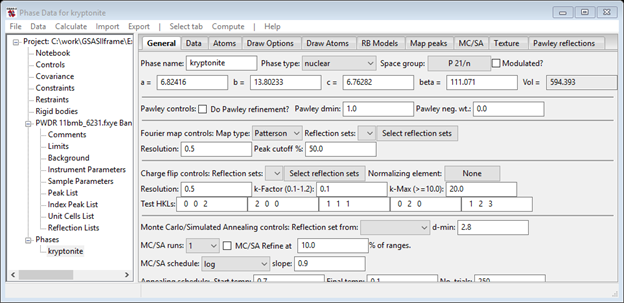 Phase Data for kryptonite
File Data Calculate Import Export | Select tab Compute | Help
Project: C:\work\GSASIIframe\
Notebook
Controls
Covariance
Constraints
Restraints
Rigid bodies
PWDR 11bmb_6231.fxye Ban
Comments
Limits
Background
Instrument Parameters
Sample Parameters
Peak List
Index Peak List
Unit Cells List
Reflection Lists
Phases
kryptonite
General Data Atoms Draw Options Draw Atoms RB Models Map peaks MC/SA Texture Pawley reflections
Phase name: kryptonite Phase type: nuclear Space group: P 21/n Modulated?
a = 6.82416 b = 13.80233 c = 6.76282 beta = 111.071 Vol = 594.393
Pawley controls: Do Pawley refinement? Pawley dmin: 1.0 Pawley neg. wt.: 0.0
Fourier map controls: Map type: Patterson Reflection sets: Select reflection sets
Resolution: 0.5 Peak cutoff %: 50.0
Charge flip controls: Reflection sets: Select reflection sets Normalizing element: None
Resolution: 0.5 k-Factor (0.1-1.2): 0.1 k-Max (>=10.0): 20.0
Test HKLs: 0 0 2 2 0 0 1 1 1 0 2 0 1 2 3
Monte Carlo/Simulated Annealing controls: Reflection set from: d-min: 2.8
MC/SA runs: 1 MC/SA Refine at 10.0 % of ranges.
MC/SA schedule: log slope: 0.9
Annealing schedule: Start temp: 0.7 Final temp: 0.1 No. trials: 250